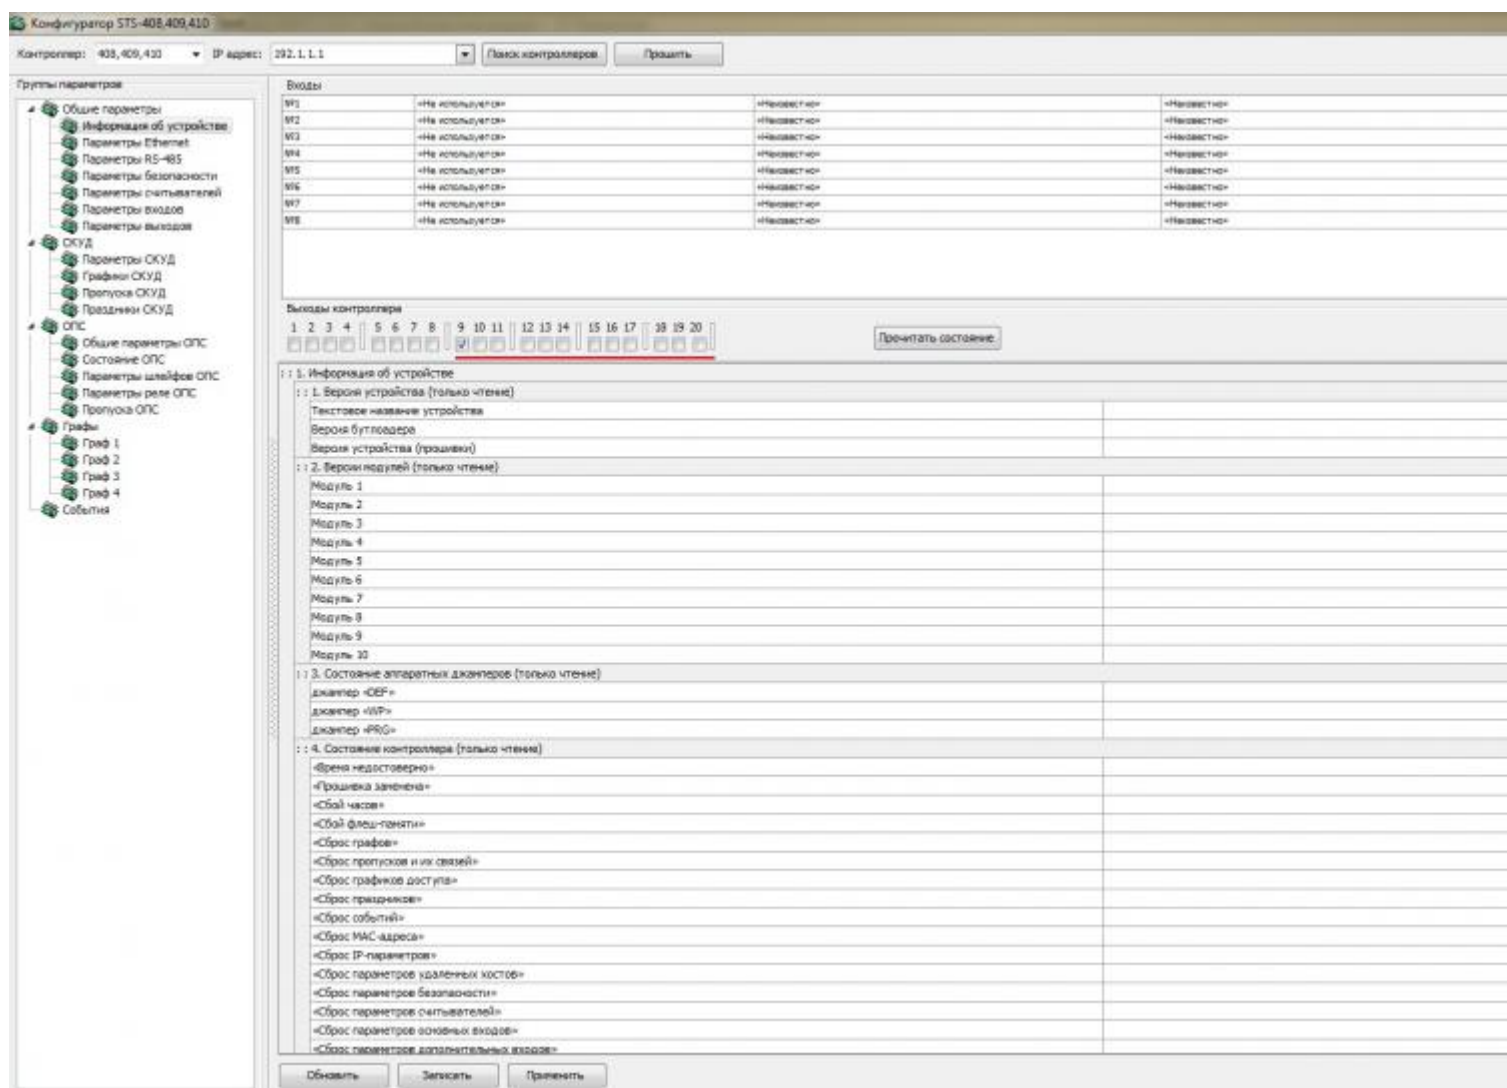 Конфигуратор STS-408,409,410
Контроллер: 408,409,410 IP адрес: 192.1.1.1 Поиск контроллеров Прошить
Группы параметров
Общие параметры
Информация об устройстве
Параметры Ethernet
Параметры RS-485
Параметры безопасности
Параметры считывателей
Параметры входов
Параметры выходов
СКУД
Параметры СКУД
Графики СКУД
Пропуска СКУД
Праздники СКУД
ОПС
Общие параметры ОПС
Состояние ОПС
Параметры шлейфов ОПС
Параметры реле ОПС
Пропуска ОПС
Графы
Граф 1
Граф 2
Граф 3
Граф 4
События
Входы
№1 «Не используется» «Неизвестно» «Неизвестно»
№2 «Не используется» «Неизвестно» «Неизвестно»
№3 «Не используется» «Неизвестно» «Неизвестно»
№4 «Не используется» «Неизвестно» «Неизвестно»
№5 «Не используется» «Неизвестно» «Неизвестно»
№6 «Не используется» «Неизвестно» «Неизвестно»
№7 «Не используется» «Неизвестно» «Неизвестно»
№8 «Не используется» «Неизвестно» «Неизвестно»
Выходы контроллера
1 2 3 4 5 6 7 8 9 10 11 12 13 14 15 16 17 18 19 20
Прочитать состояние
1. Информация об устройстве
1. Версия устройства (только чтение)
Текстовое название устройства
Версия бутлоадера
Версия устройства (прошивки)
2. Версии модулей (только чтение)
Модуль 1
Модуль 2
Модуль 3
Модуль 4
Модуль 5
Модуль 6
Модуль 7
Модуль 8
Модуль 9
Модуль 10
3. Состояние аппаратных джамперов (только чтение)
джампер «DEF»
джампер «WP»
джампер «PRG»
4. Состояние контроллера (только чтение)
«Время недостоверно»
«Прошивка заменена»
«Сбой часов»
«Сбой флеш-памяти»
«Сброс графов»
«Сброс пропусков и их связей»
«Сброс графиков доступа»
«Сброс праздников»
«Сброс событий»
«Сброс MAC-адреса»
«Сброс IP-параметров»
«Сброс параметров удаленных хостов»
«Сброс параметров безопасности»
«Сброс параметров считывателей»
«Сброс параметров основных входов»
«Сброс параметров дополнительных входов»
Обновить Записать Применить